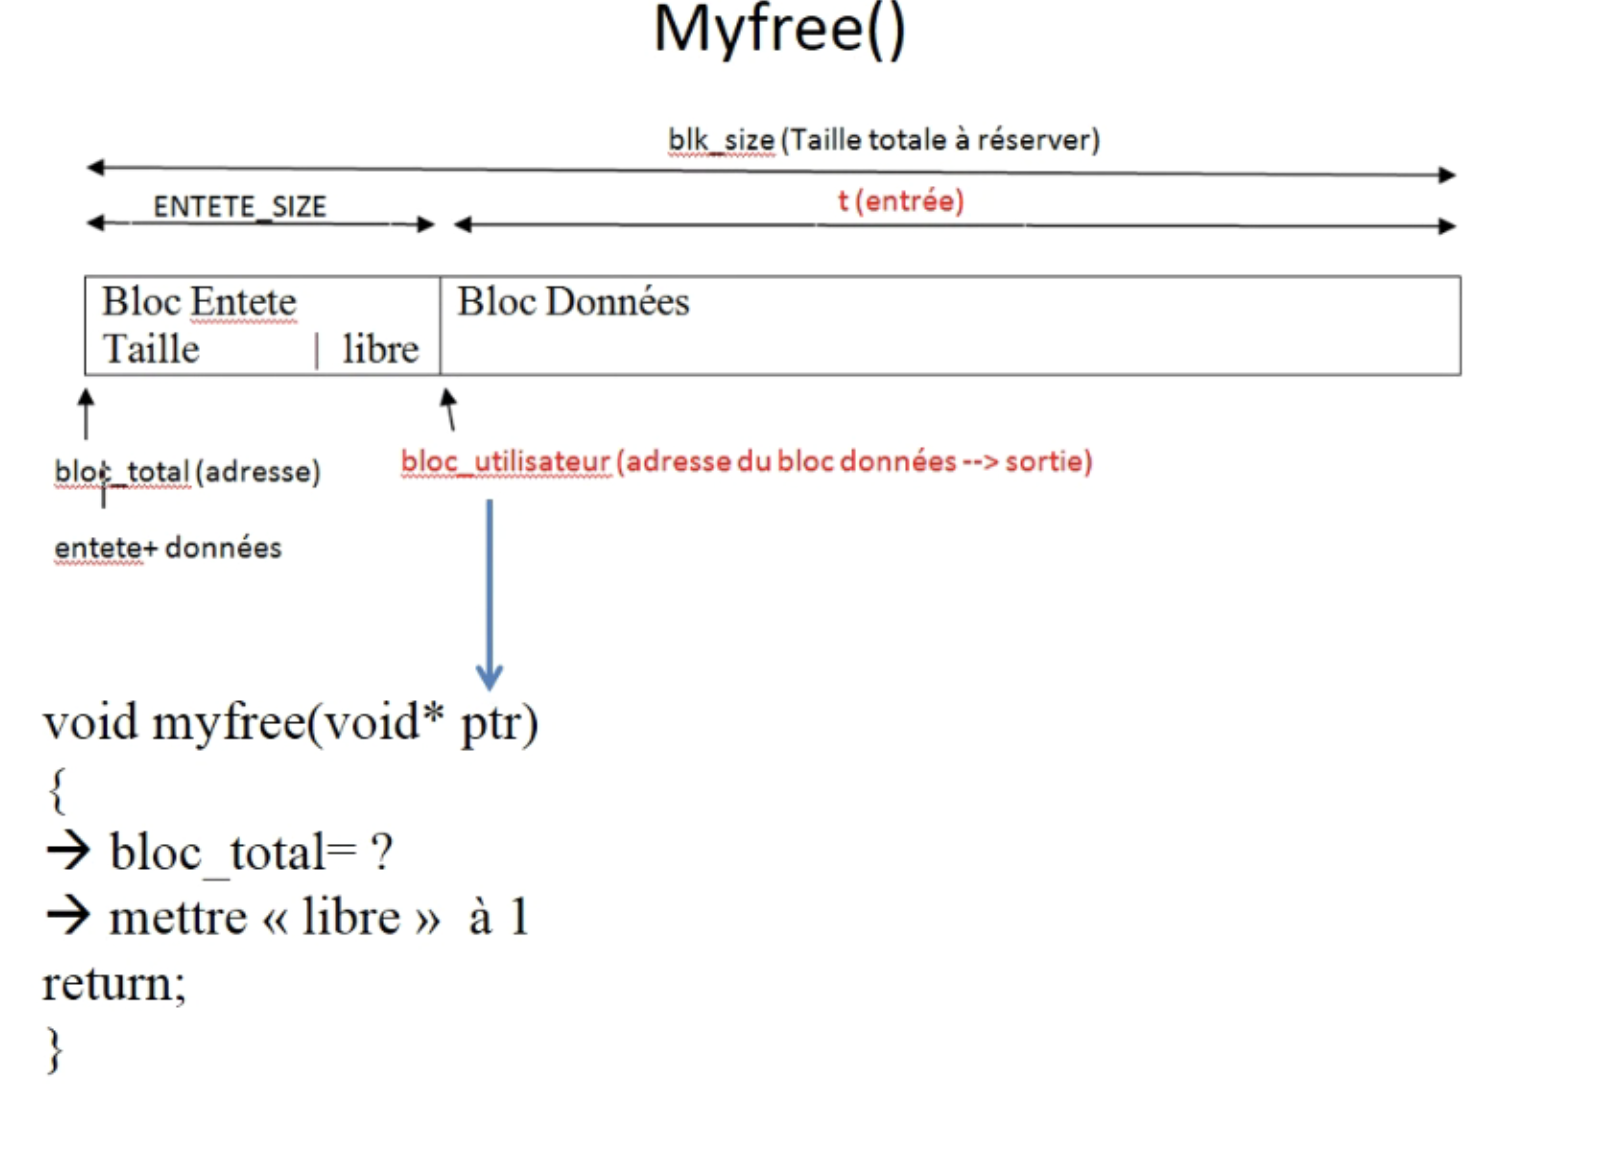 Myfree()
blk_size (Taille totale à réserver)
ENTETE_SIZE
t (entrée)
Bloc Entete
Taille | libre
Bloc Données
bloc_total (adresse)
bloc_utilisateur (adresse du bloc données --> sortie)
entete+ données
void myfree(void* ptr)
{
→ bloc_total= ?
→ mettre « libre » à 1
return;
}